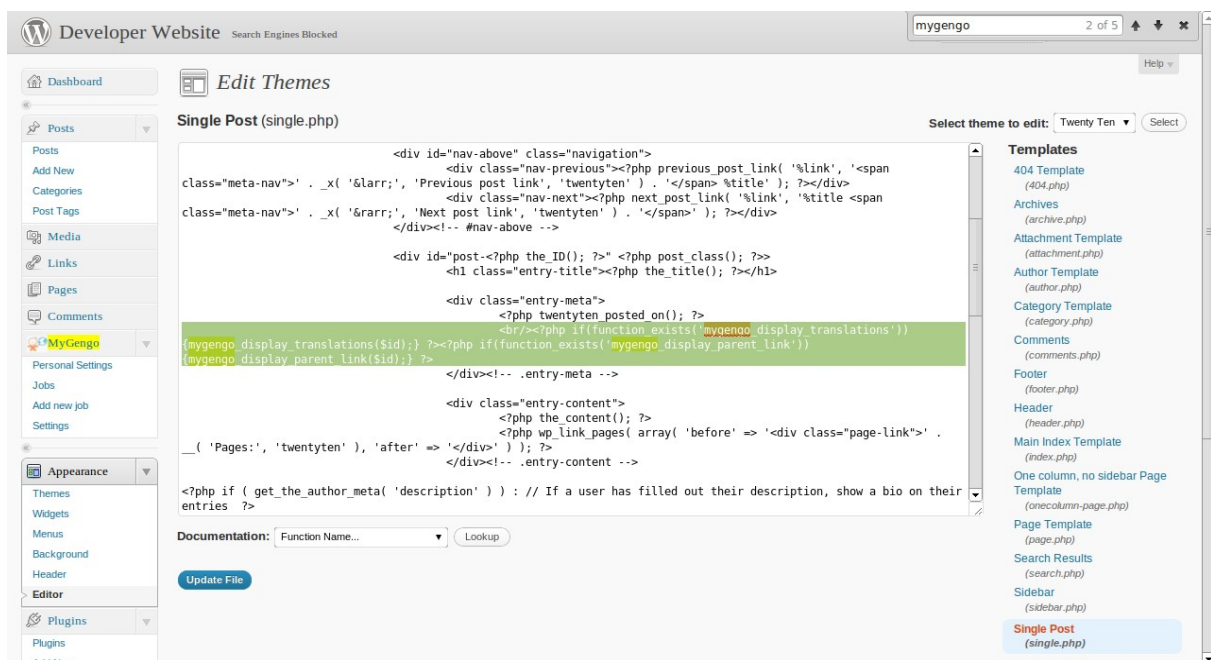 Developer Website Search Engines Blocked
mygengo 2 of 5
Help
Dashboard
Posts
Posts
Add New
Categories
Post Tags
Media
Links
Pages
Comments
MyGengo
Personal Settings
Jobs
Add new job
Settings
Appearance
Themes
Widgets
Menus
Background
Header
Editor
Plugins
Plugins
Edit Themes
Single Post (single.php)
Select theme to edit: Twenty Ten Select
<div id="nav-above" class="navigation">
<div class="nav-previous"><?php previous_post_link( '%link', '<span
class="meta-nav">' . _x( '&larr;', 'Previous post link', 'twentyten' ) . '</span> %title' ); ?></div>
<div class="nav-next"><?php next_post_link( '%link', '%title <span
class="meta-nav">' . _x( '&rarr;', 'Next post link', 'twentyten' ) . '</span>' ); ?></div>
</div><!-- #nav-above -->
<div id="post-<?php the_ID(); ?>" <?php post_class(); ?>>
<h1 class="entry-title"><?php the_title(); ?></h1>
<div class="entry-meta">
<?php twentyten_posted_on(); ?>
<br/><?php if(function_exists('mygengo_display_translations'))
{mygengo_display_translations($id);} ?><?php if(function_exists('mygengo_display_parent_link'))
{mygengo_display_parent_link($id);} ?>
</div><!-- .entry-meta -->
<div class="entry-content">
<?php the_content(); ?>
<?php wp_link_pages( array( 'before' => '<div class="page-link">' .
__( 'Pages:', 'twentyten' ), 'after' => '</div>' ) ); ?>
</div><!-- .entry-content -->
<?php if ( get_the_author_meta( 'description' ) ) : // If a user has filled out their description, show a bio on their
entries ?>
Documentation: Function Name... Lookup
Update File
Templates
404 Template
(404.php)
Archives
(archive.php)
Attachment Template
(attachment.php)
Author Template
(author.php)
Category Template
(category.php)
Comments
(comments.php)
Footer
(footer.php)
Header
(header.php)
Main Index Template
(index.php)
One column, no sidebar Page
Template
(onecolumn-page.php)
Page Template
(page.php)
Search Results
(search.php)
Sidebar
(sidebar.php)
Single Post
(single.php)